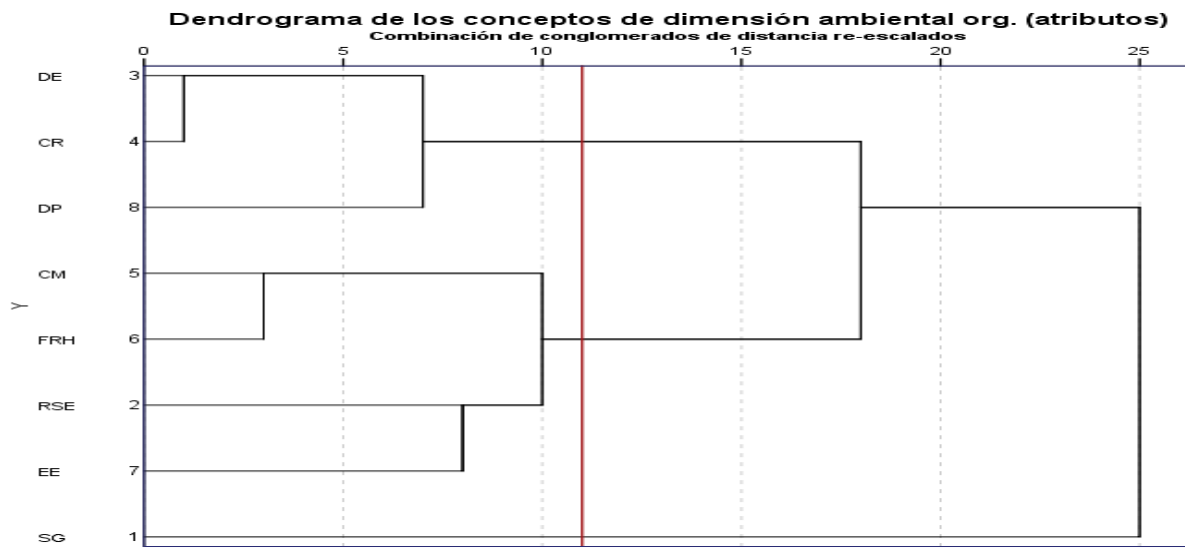 Dendrograma de los conceptos de dimensión ambiental org. (atributos)
Combinación de conglomerados de distancia re-escalados
0 5 10 15 20 25
DE 3
CR 4
DP 8
CM 5
Y
FRH 6
RSE 2
EE 7
SG 1